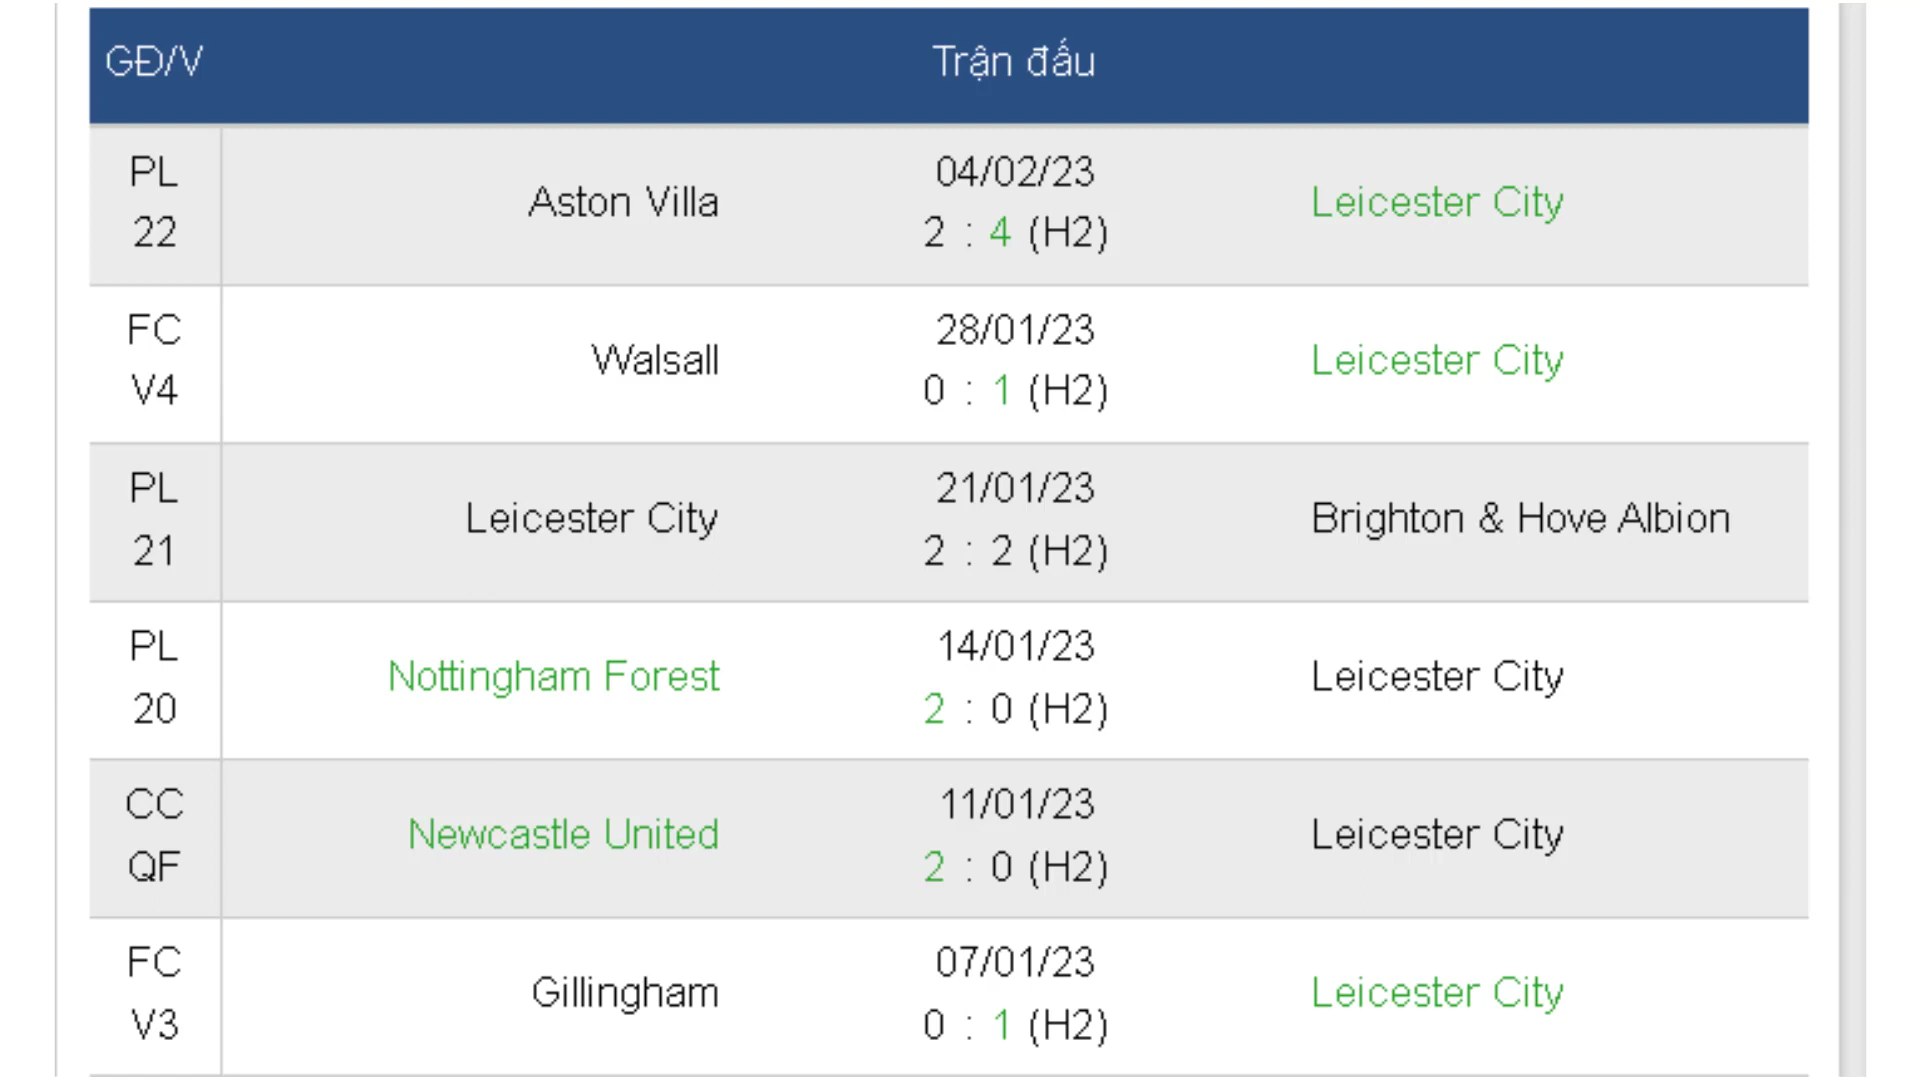 GĐ/V Trận đấu
PL 04/02/23
Aston Villa Leicester City
22 2 : 4 (H2)
FC 28/01/23
Walsall Leicester City
V4 0 : 1 (H2)
PL 21/01/23
Leicester City Brighton & Hove Albion
21 2 : 2 (H2)
PL 14/01/23
Nottingham Forest Leicester City
20 2 : 0 (H2)
CC 11/01/23
Newcastle United Leicester City
QF 2 : 0 (H2)
FC 07/01/23
Gillingham Leicester City
V3 0 : 1 (H2)